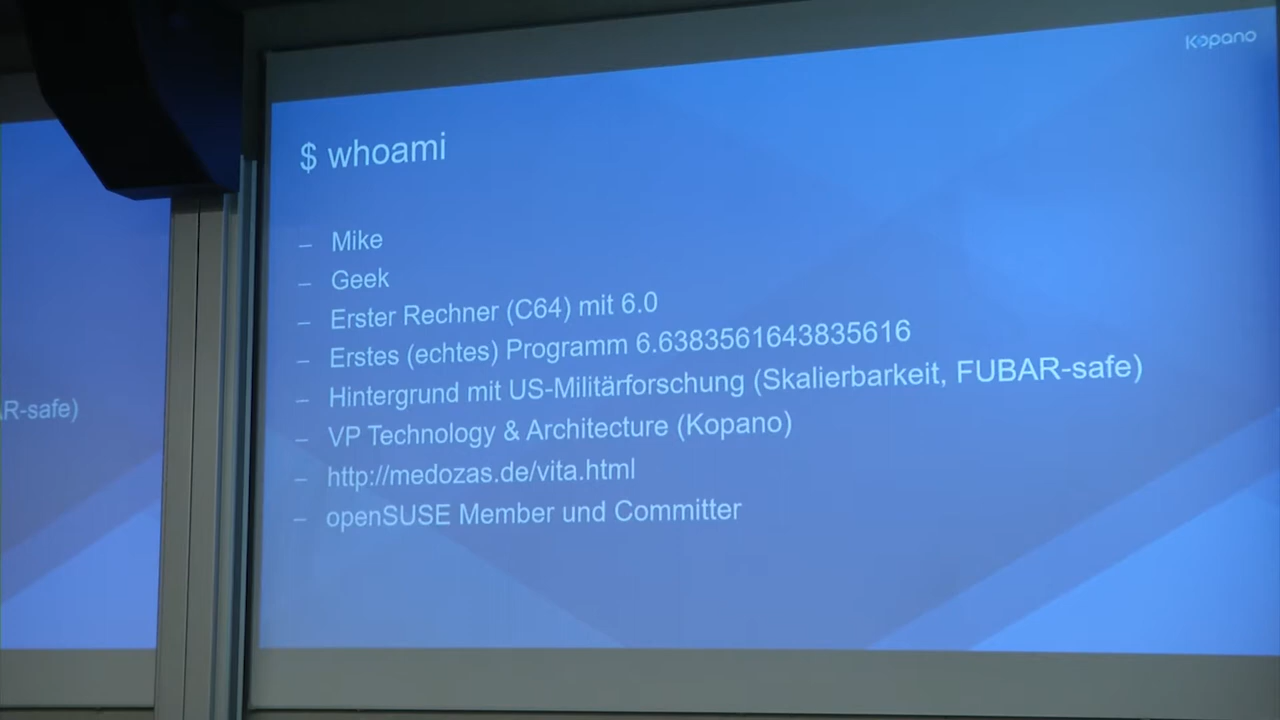 Kopano
$ whoami
– Mike
– Geek
– Erster Rechner (C64) mit 6.0
– Erstes (echtes) Programm 6.6383561643835616
– Hintergrund mit US-Militärforschung (Skalierbarkeit, FUBAR-safe)
– VP Technology & Architecture (Kopano)
– http://medozas.de/vita.html
– openSUSE Member und Committer
AR-safe)